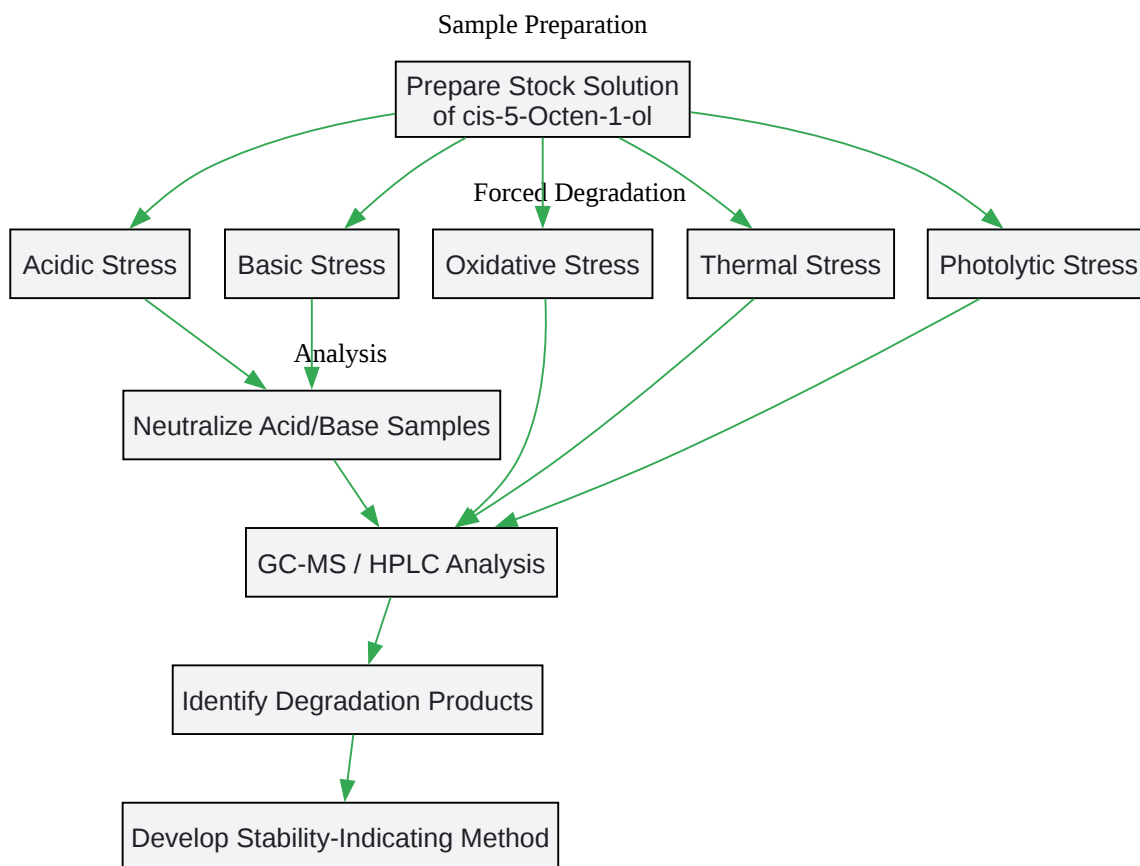 Sample Preparation
Prepare Stock Solution
of cis-5-Octen-1-ol
Forced Degradation
Acidic Stress
Basic Stress
Oxidative Stress
Thermal Stress
Photolytic Stress
Analysis
Neutralize Acid/Base Samples
GC-MS / HPLC Analysis
Identify Degradation Products
Develop Stability-Indicating Method